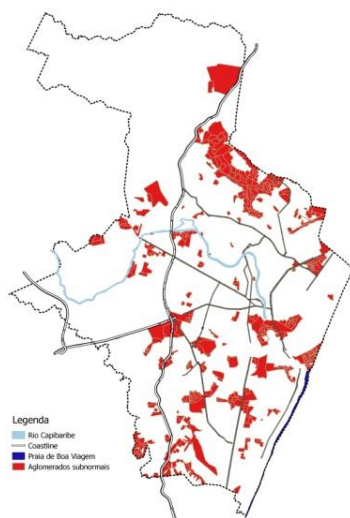 Legenda
Rio Capibaribe
Coastline
Praia de Boa Viagem
Aglomerados subnormais